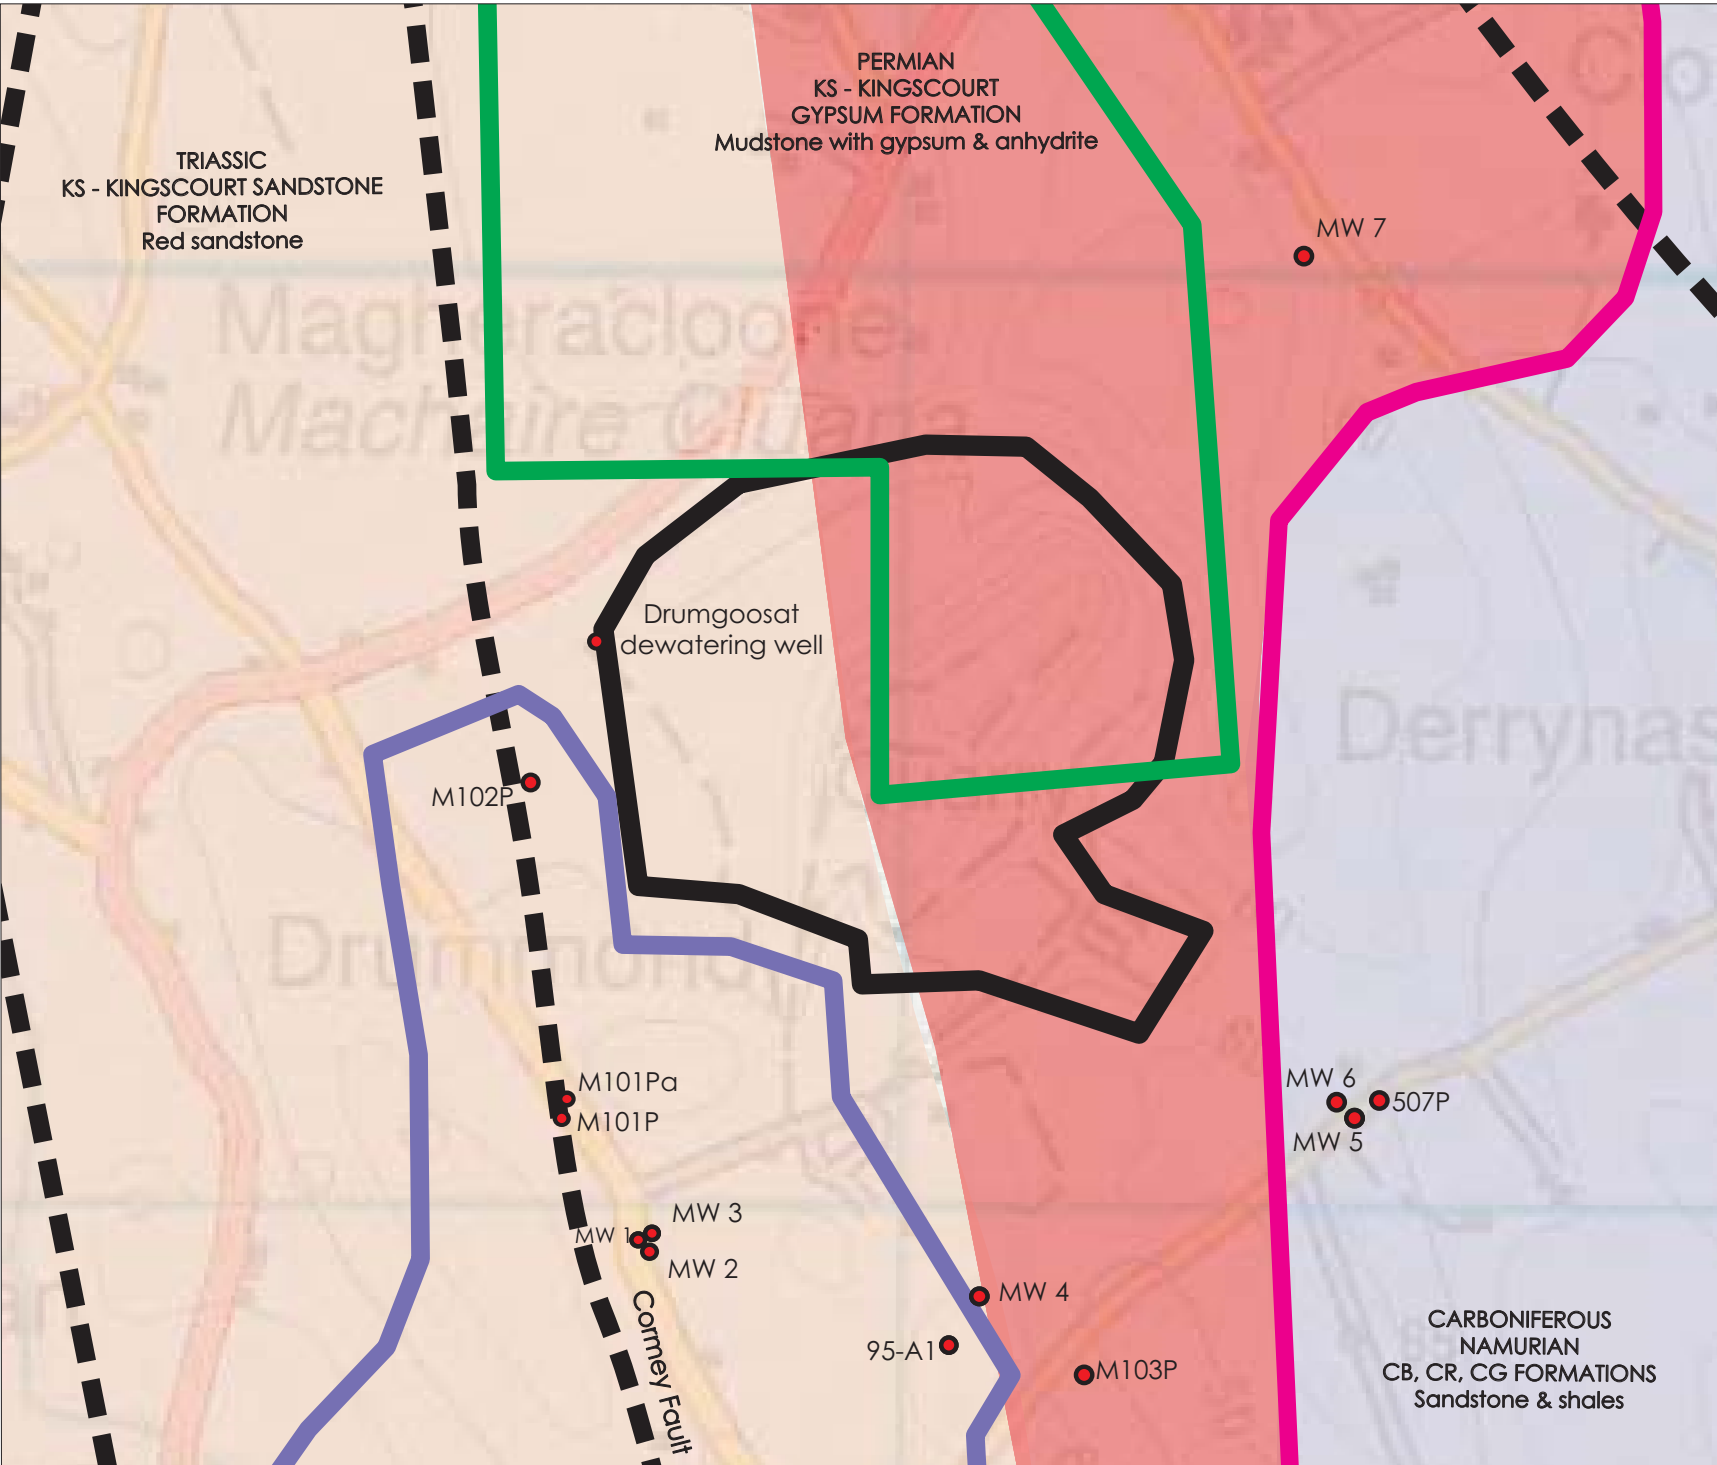 PERMIAN
KS - KINGSCOURT
GYPSUM FORMATION
Mudstone with gypsum & anhydrite
TRIASSIC
KS - KINGSCOURT SANDSTONE
FORMATION
Red sandstone
MW 7
Magheracloone
Machaire Cluana
Drumgoosat
dewatering well
Derrynas
M102P
Drummond
M101Pa
M101P
MW 6
507P
MW 5
MW 3
MW 1
MW 2
MW 4
95-A1
M103P
Corney Fault
CARBONIFEROUS
NAMURIAN
CB, CR, CG FORMATIONS
Sandstone & shales